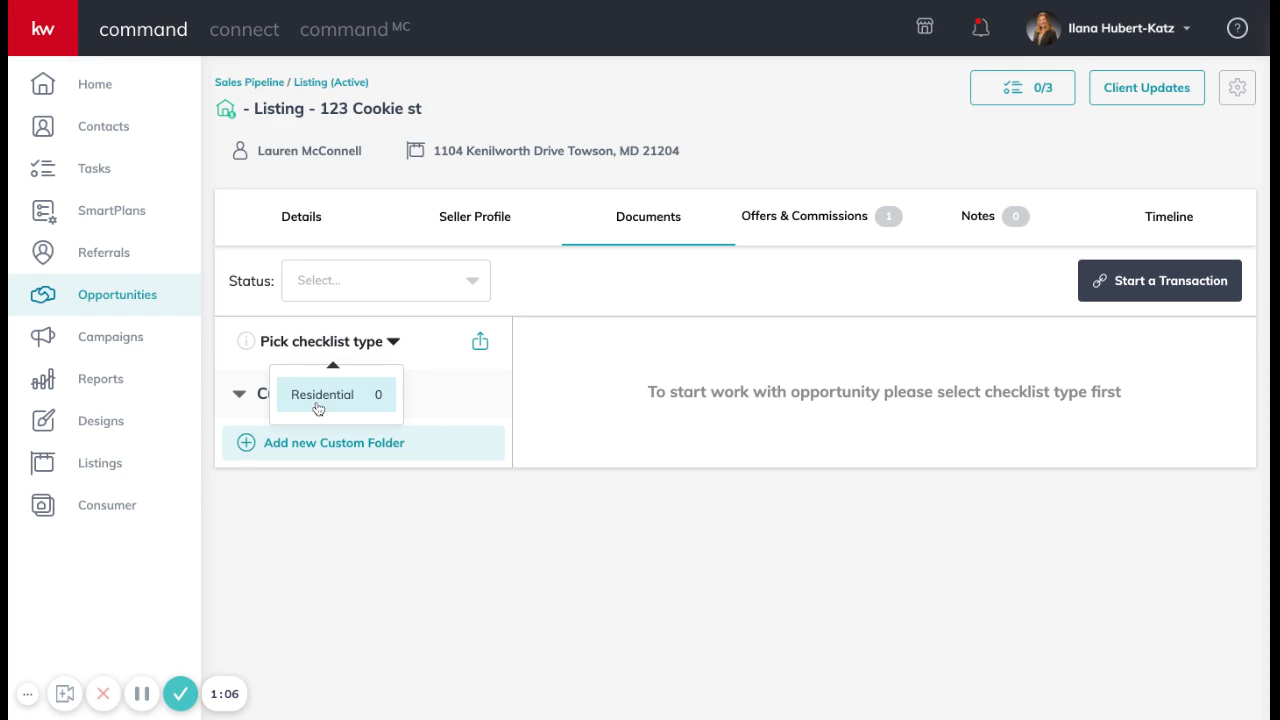 kw command connect command MC Ilana Hubert-Katz ?
Home
Contacts
Tasks
SmartPlans
Referrals
Opportunities
Campaigns
Reports
Designs
Listings
Consumer
Sales Pipeline / Listing (Active)
- Listing - 123 Cookie st
0/3 Client Updates
Lauren McConnell 1104 Kenilworth Drive Towson, MD 21204
Details Seller Profile Documents Offers & Commissions 1 Notes 0 Timeline
Status: Select... Start a Transaction
Pick checklist type
Residential 0
Add new Custom Folder
To start work with opportunity please select checklist type first
1:06